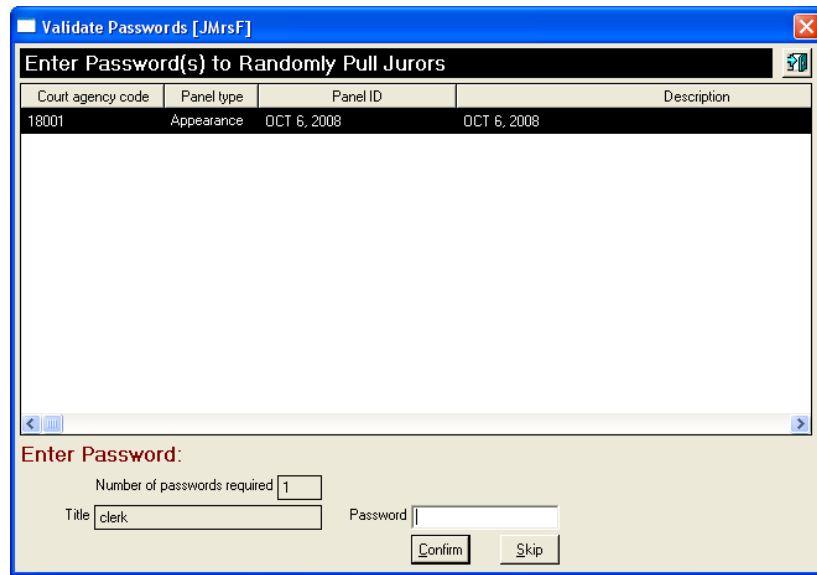 Validate Passwords [JMrsF]
Enter Password(s) to Randomly Pull Jurors
Court agency code Panel type Panel ID Description
18001 Appearance OCT 6, 2008 OCT 6, 2008
Enter Password:
Number of passwords required 1
Title clerk Password
Confirm Skip